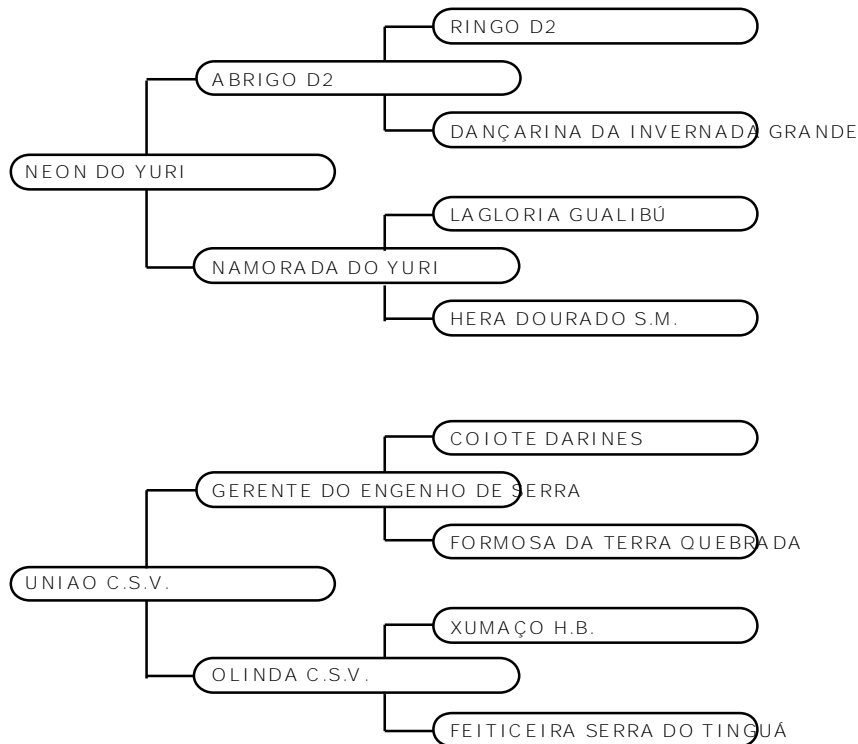 RINGO D2
ABRIGO D2
DANÇARINA DA INVERNADA GRANDE
NEON DO YURI
LAGLORIA GUALIBÚ
NAMORADA DO YURI
HERA DOURADO S.M.
COIOTE DARINES
GERENTE DO ENGENHO DE SERRA
FORMOSA DA TERRA QUEBRADA
UNIAO C.S.V.
XUMAÇO H.B.
OLINDA C.S.V.
FEITICEIRA SERRA DO TINGUÁ